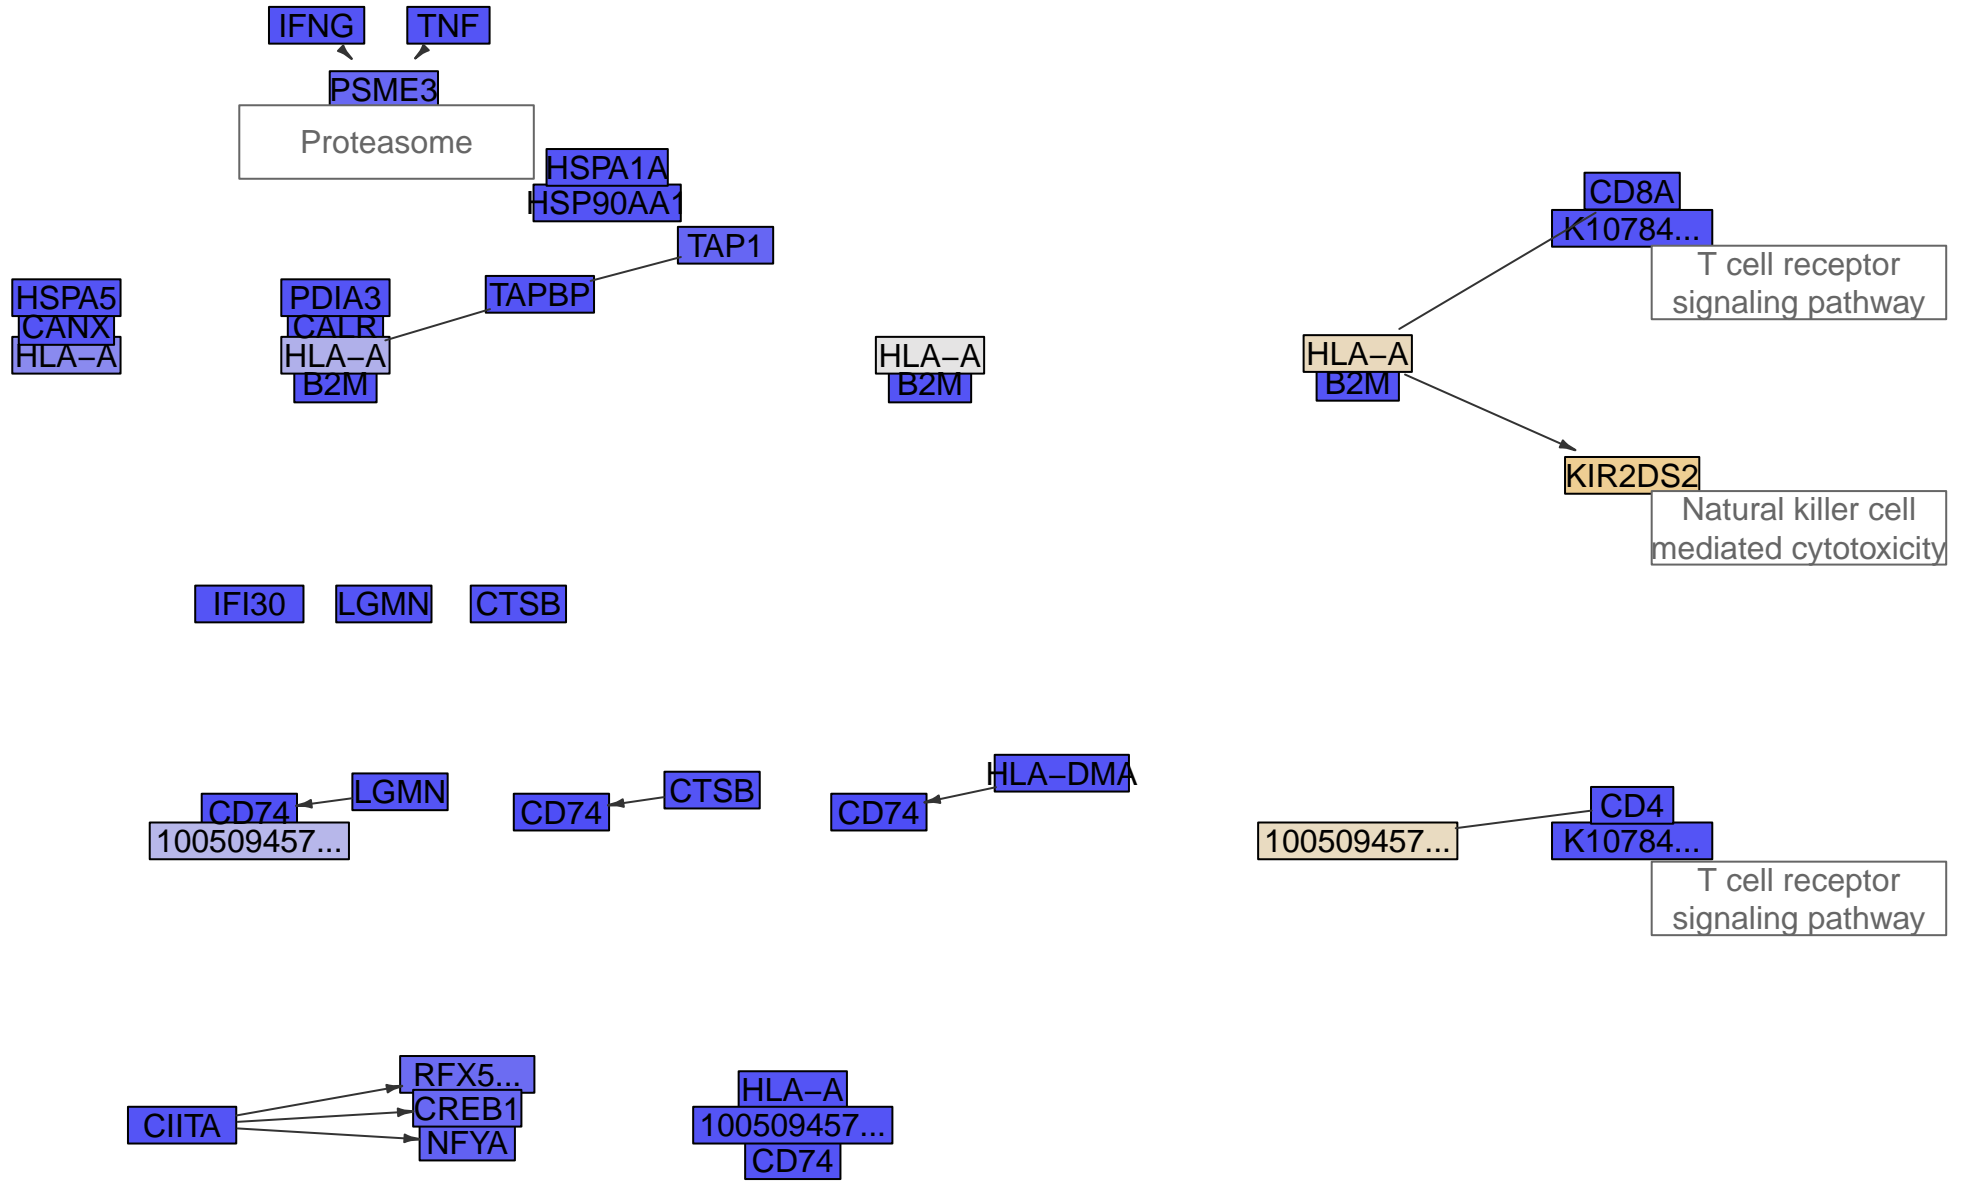 IFNG
TNF
PSME3
Proteasome
HSPA1A
HSP90AA1
TAP1
TAPBP
HSPA5
CANX
HLA−A
PDIA3
CALR
HLA−A
B2M
HLA−A
B2M
CD8A
K10784...
T cell receptor
signaling pathway
HLA−A
B2M
KIR2DS2
Natural killer cell
mediated cytotoxicity
IFI30
LGMN
CTSB
LGMN
CD74
100509457...
CTSB
CD74
HLA−DMA
CD74
CD4
100509457...
K10784...
T cell receptor
signaling pathway
CIITA
RFX5...
CREB1
NFYA
HLA−A
100509457...
CD74